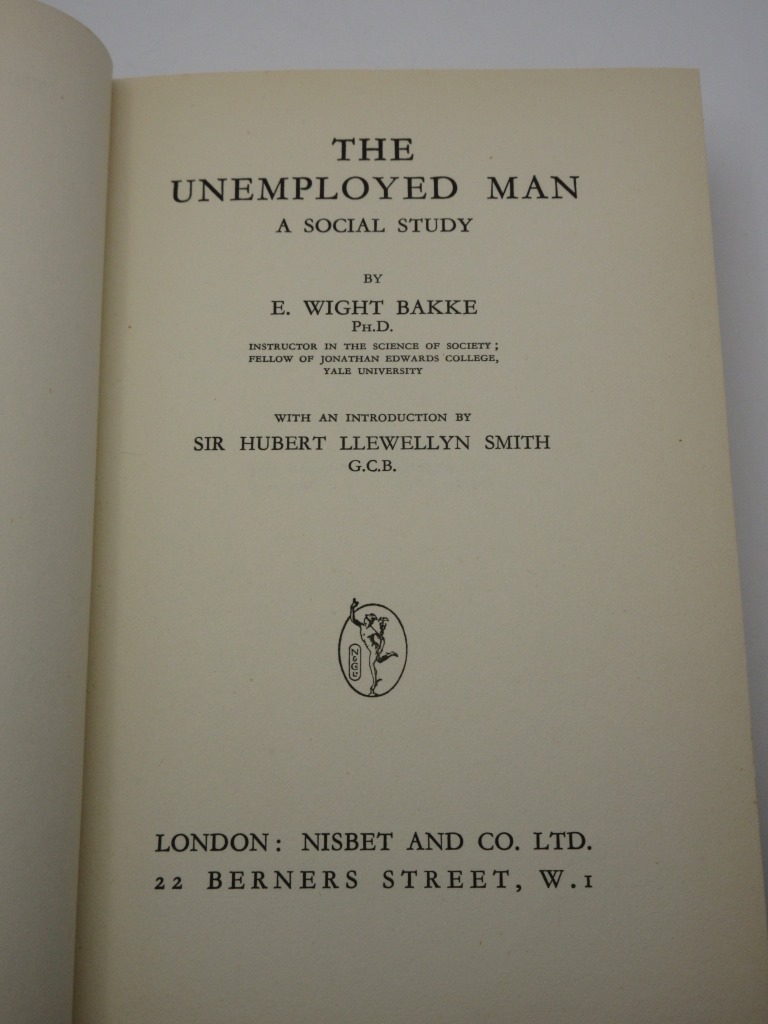 THE
UNEMPLOYED MAN
A SOCIAL STUDY
BY
E. WIGHT BAKKE
PH.D.
INSTRUCTOR IN THE SCIENCE OF SOCIETY;
FELLOW OF JONATHAN EDWARDS COLLEGE,
YALE UNIVERSITY
WITH AN INTRODUCTION BY
SIR HUBERT LLEWELLYN SMITH
G.C.B.
LONDON: NISBET AND CO. LTD.
22 BERNERS STREET, W.1